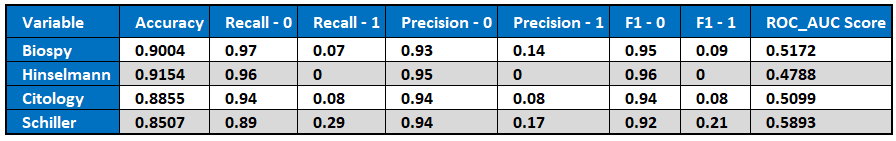 Variable Accuracy Recall - 0 Recall - 1 Precision - 0 Precision - 1 F1 - 0 F1 - 1 ROC_AUC Score
Biospy 0.9004 0.97 0.07 0.93 0.14 0.95 0.09 0.5172
Hinselmann 0.9154 0.96 0 0.95 0 0.96 0 0.4788
Citology 0.8855 0.94 0.08 0.94 0.08 0.94 0.08 0.5099
Schiller 0.8507 0.89 0.29 0.94 0.17 0.92 0.21 0.5893